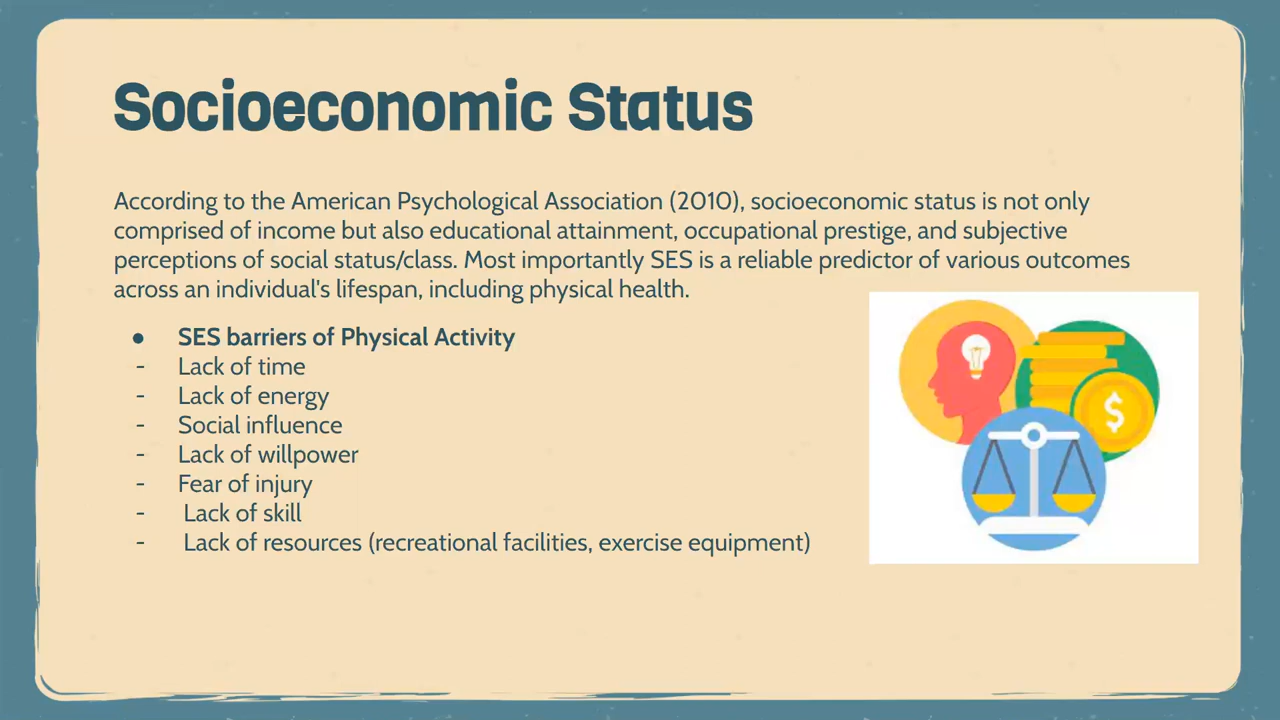 Socioeconomic Status
According to the American Psychological Association (2010), socioeconomic status is not only
comprised of income but also educational attainment, occupational prestige, and subjective
perceptions of social status/class. Most importantly SES is a reliable predictor of various outcomes
across an individual's lifespan, including physical health.
● SES barriers of Physical Activity
- Lack of time
- Lack of energy
- Social influence
- Lack of willpower
- Fear of injury
- Lack of skill
- Lack of resources (recreational facilities, exercise equipment)
$